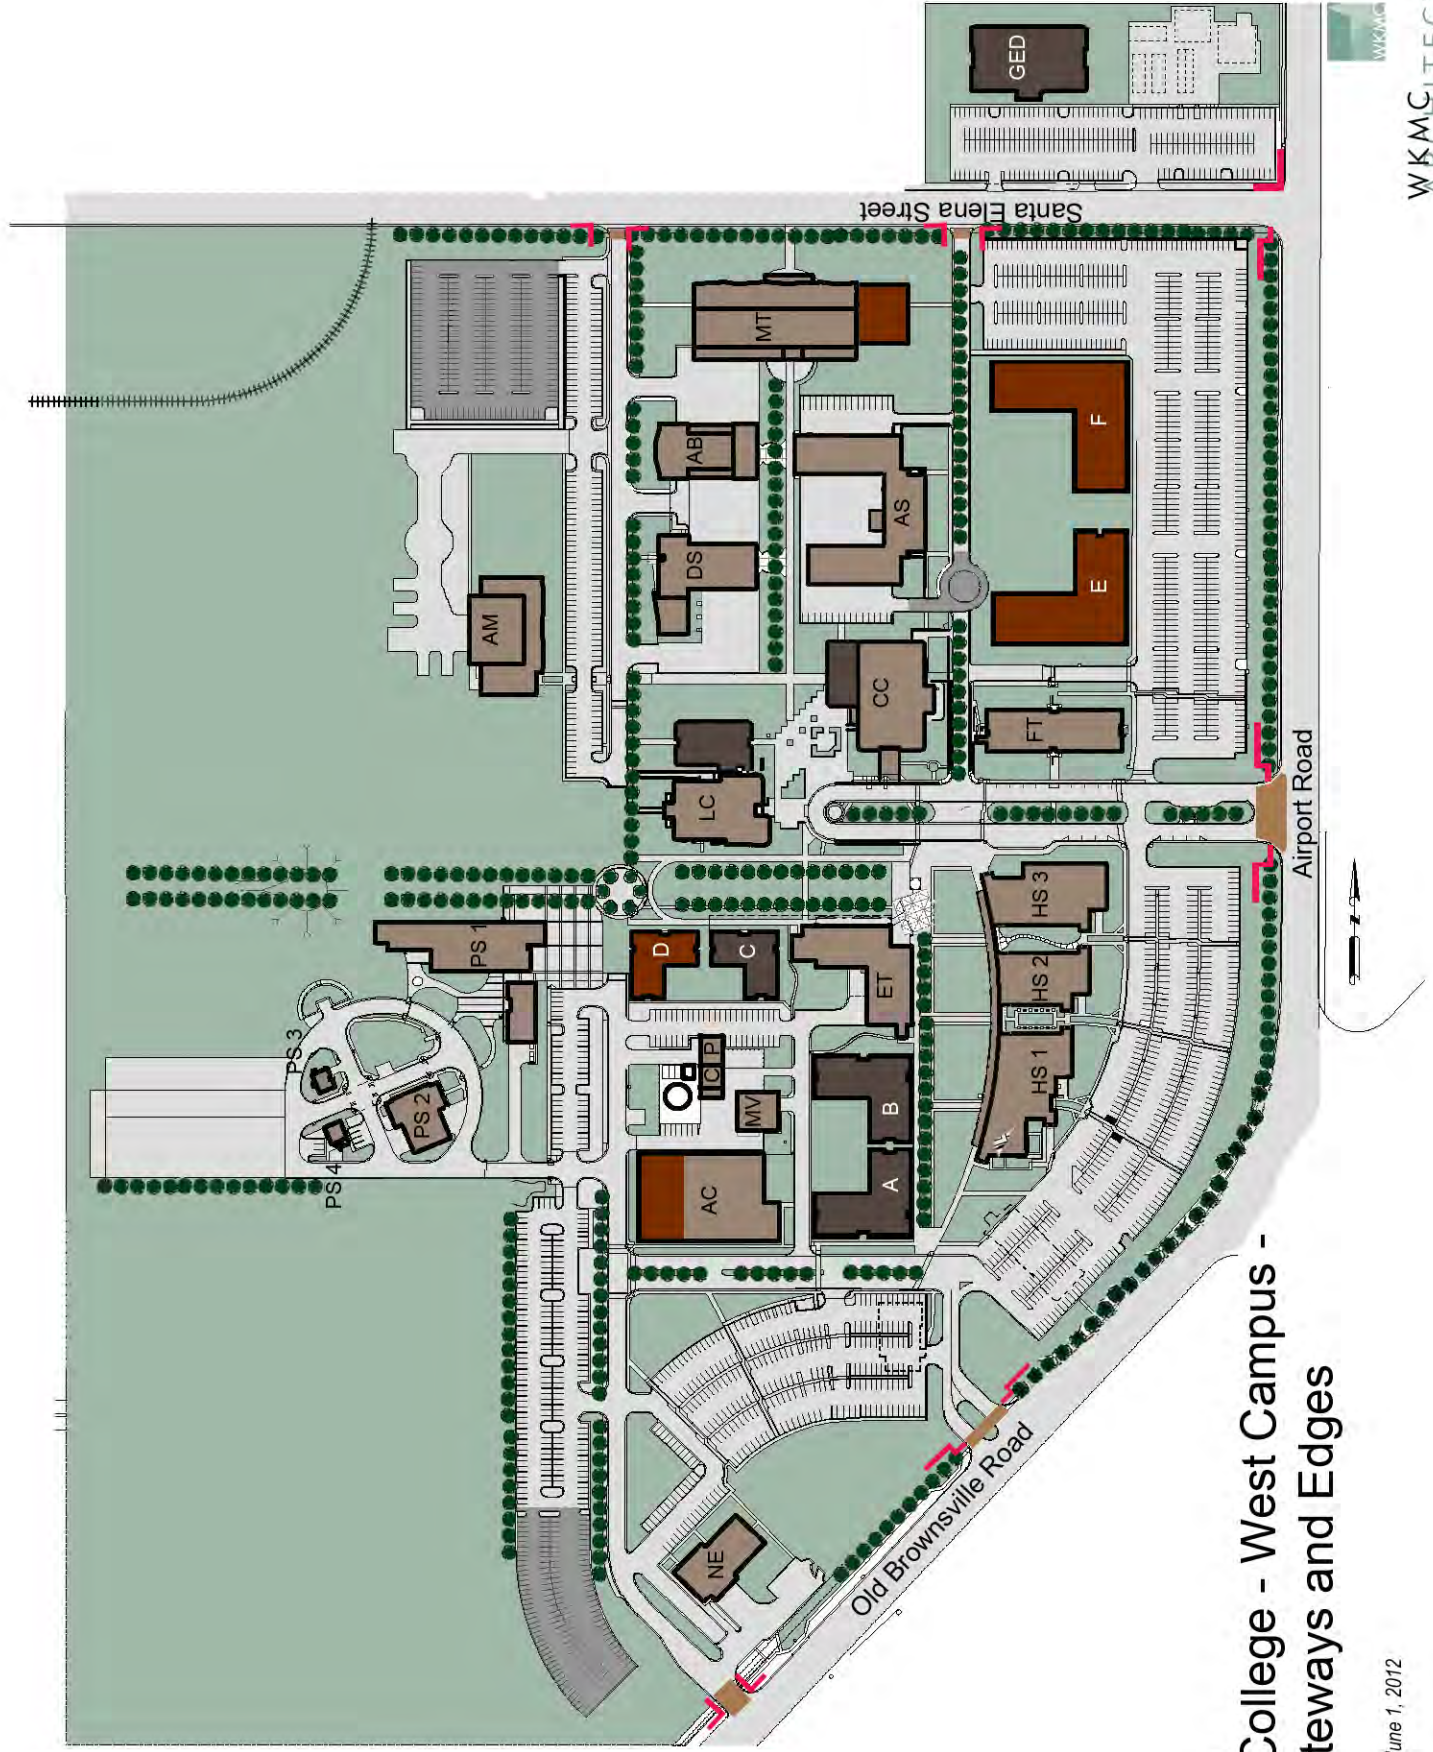 GED
WKMC
WKMC
Santa Elena Street
MT
AB
AS
F
DS
E
AM
CC
FT
LC
Airport Road
PS 1
D
C
ET
HS 3
HS 2
HS 1
PS 3
PS 2
PS 4
C P
MV
B
A
AC
NE
Old Brownsville Road
College - West Campus -
teways and Edges
une 1, 2012